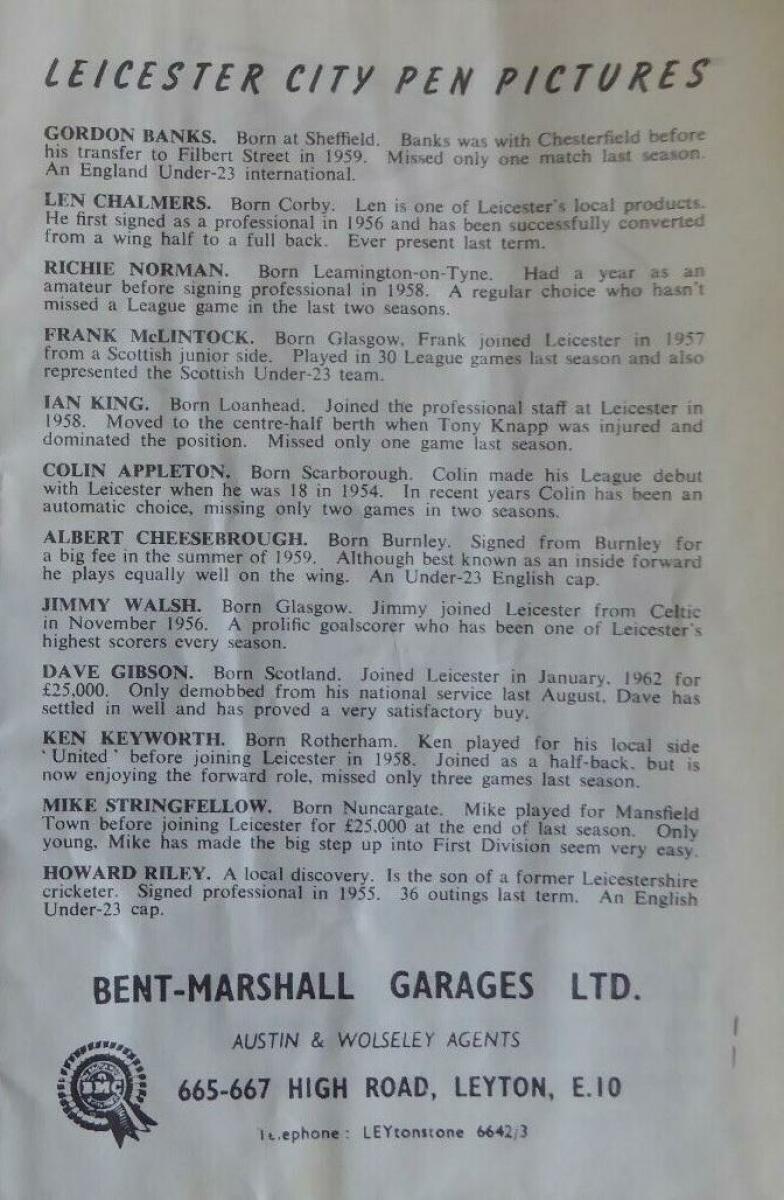 LEICESTER CITY PEN PICTURES
GORDON BANKS. Born at Sheffield. Banks was with Chesterfield before
his transfer to Filbert Street in 1959. Missed only one match last season.
An England Under-23 international.
LEN CHALMERS. Born Corby. Len is one of Leicester's local products.
He first signed as a professional in 1956 and has been successfully converted
from a wing half to a full back. Ever present last term.
RICHIE NORMAN. Born Leamington-on-Tyne. Had a year as an
amateur before signing professional in 1958. A regular choice who hasn't
missed a League game in the last two seasons.
FRANK McLINTOCK. Born Glasgow, Frank joined Leicester in 1957
from a Scottish junior side. Played in 30 League games last season and also
represented the Scottish Under-23 team.
IAN KING. Born Loanhead. Joined the professional staff at Leicester in
1958. Moved to the centre-half berth when Tony Knapp was injured and
dominated the position. Missed only one game last season.
COLIN APPLETON. Born Scarborough. Colin made his League debut
with Leicester when he was 18 in 1954. In recent years Colin has been an
automatic choice, missing only two games in two seasons.
ALBERT CHEESEBROUGH. Born Burnley. Signed from Burnley for
a big fee in the summer of 1959. Although best known as an inside forward
he plays equally well on the wing. An Under-23 English cap.
JIMMY WALSH. Born Glasgow. Jimmy joined Leicester from Celtic
in November 1956. A prolific goalscorer who has been one of Leicester's
highest scorers every season.
DAVE GIBSON. Born Scotland. Joined Leicester in January, 1962 for
£25,000. Only demobbed from his national service last August, Dave has
settled in well and has proved a very satisfactory buy.
KEN KEYWORTH. Born Rotherham. Ken played for his local side
' United ' before joining Leicester in 1958. Joined as a half-back, but is
now enjoying the forward role, missed only three games last season.
MIKE STRINGFELLOW. Born Nuncargate. Mike played for Mansfield
Town before joining Leicester for £25,000 at the end of last season. Only
young, Mike has made the big step up into First Division seem very easy.
HOWARD RILEY. A local discovery. Is the son of a former Leicestershire
cricketer. Signed professional in 1955. 36 outings last term. An English
Under-23 cap.
BENT-MARSHALL GARAGES LTD.
AUSTIN & WOLSELEY AGENTS
BMC
665-667 HIGH ROAD, LEYTON, E.10
Telephone : LEYtonstone 6642/3